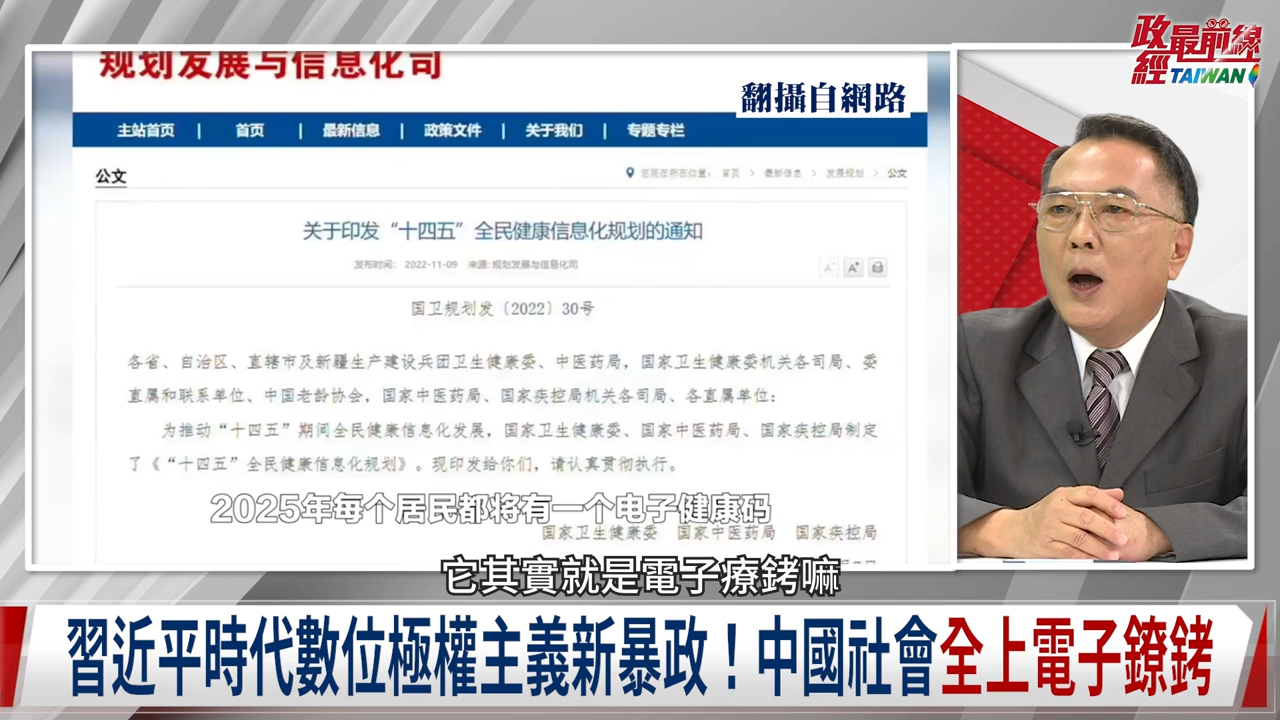 规划发展与信息化司
翻攝自網路
政經最前線
TAIWAN
主站首页 | 首页 | 最新信息 | 政策文件 | 关于我们 | 专题专栏
公文
您现在所在位置： 首页 > 最新信息 > 发展规划 > 公文
关于印发“十四五”全民健康信息化规划的通知
发布时间： 2022-11-09 来源: 规划发展与信息化司
A- A+
国卫规划发〔2022〕30号
各省、自治区、直辖市及新疆生产建设兵团卫生健康委、中医药局，国家卫生健康委机关各司局、委
直属和联系单位、中国老龄协会，国家中医药局、国家疾控局机关各司局、各直属单位：
为推动“十四五”期间全民健康信息化发展，国家卫生健康委、国家中医药局、国家疾控局制定
了《“十四五”全民健康信息化规划》。现印发给你们，请认真贯彻执行。
2025年每个居民都将有一个电子健康码
国家卫生健康委 国家中医药局 国家疾控局
它其實就是電子療銬嘛
習近平時代數位極權主義新暴政！中國社會全上電子鐐銬